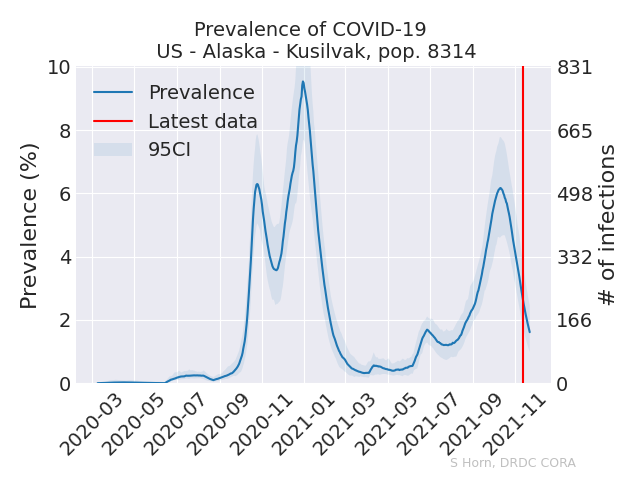 Prevalence of COVID-19
US - Alaska - Kusilvak, pop. 8314
Prevalence (%)
10
8
6
4
2
0
Prevalence
Latest data
95CI
831
665
498
332
166
0
# of infections
2020-03
2020-05
2020-07
2020-09
2020-11
2021-01
2021-03
2021-05
2021-07
2021-09
2021-11
S Horn, DRDC CORA